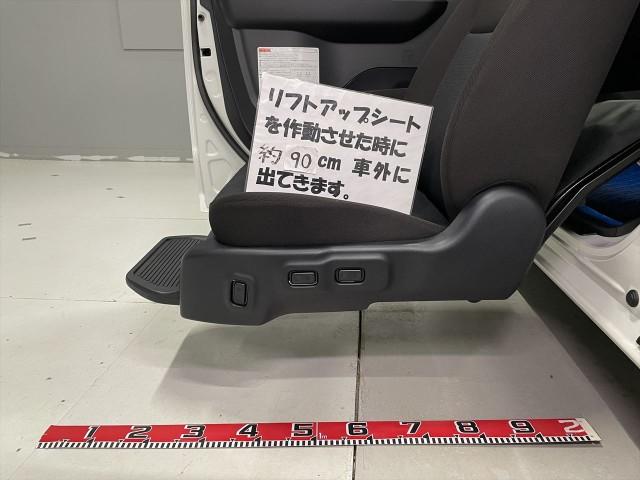 リフトアップシート
を作動させた時に
約90cm 車外に
出てきます。
1 2 3 4 5 6 7 8 9 2